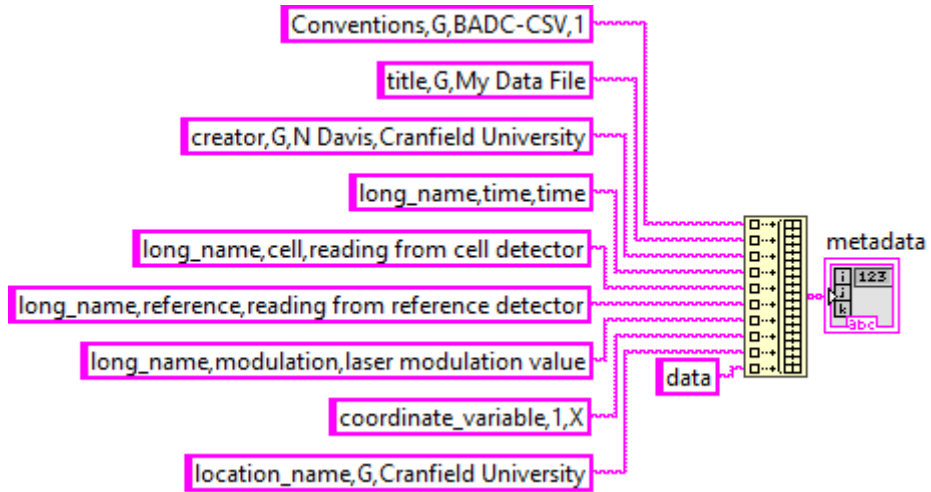 Conventions,G,BADC-CSV,1
title,G,My Data File
creator,G,N Davis,Cranfield University
long_name,time,time
long_name,cell,reading from cell detector
long_name,reference,reading from reference detector
long_name,modulation,laser modulation value
coordinate_variable,1,X
location_name,G,Cranfield University
data
metadata
i
j
k
123
abc